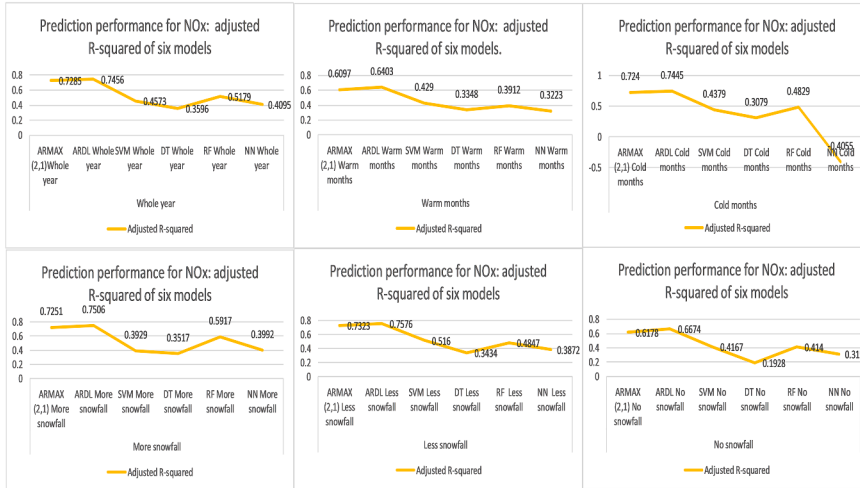 Prediction performance for NOx: adjusted
R-squared of six models
0.8
0.6
0.4
0.2
0
0.7285
0.7456
0.4573
0.3596
0.5179
0.4095
ARMAX ARDL Whole SVM Whole DT Whole RF Whole NN Whole
(2,1)Whole year year year year year
year
Whole year
Adjusted R-squared
Prediction performance for NOx: adjusted
R-squared of six models.
0.8
0.6
0.4
0.2
0
0.6097
0.6403
0.429
0.3348
0.3912
0.3223
ARMAX ARDL Warm SVM Warm DT Warm RF Warm NN Warm
(2,1) Warm months months months months months
months
Warm months
Adjusted R-squared
Prediction performance for NOx: adjusted
R-squared of six models
1
0.5
0
-0.5
0.724
0.7445
0.4379
0.3079
0.4829
-0.4055
ARMAX ARDL Cold SVM Cold DT Cold RF Cold NN Cold
(2,1) Cold months months months months months
months
Cold months
Adjusted R-squared
Prediction performance for NOx: adjusted
R-squared of six models
0.7251
0.7506
0.8
0.6
0.4
0.2
0
0.3929
0.3517
0.5917
0.3992
ARMAX ARDL More SVM More DT More RF More NN More
(2,1) More snowfall snowfall snowfall snowfall snowfall
snowfall
More snowfall
Adjusted R-squared
Prediction performance for NOx: adjusted
R-squared of six models
0.8
0.6
0.4
0.2
0
0.7323
0.7576
0.516
0.3434
0.4847
0.3872
ARMAX ARDL Less SVM Less DT Less RF Less NN Less
(2,1) Less snowfall snowfall snowfall snowfall snowfall
snowfall
Less snowfall
Adjusted R-squared
Prediction performance for NOx: adjusted
R-squared of six models
0.8
0.6
0.4
0.2
0
0.6178
0.6674
0.4167
0.1928
0.414
0.31
ARMAX ARDL No SVM No DT No RF No NN No
(2,1) No snowfall snowfall snowfall snowfall snowfall
snowfall
No snowfall
Adjusted R-squared